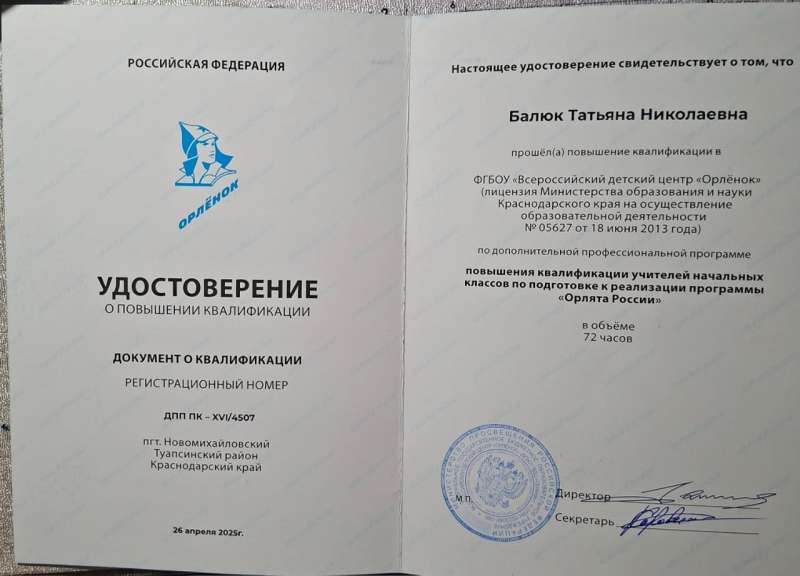 РОССИЙСКАЯ ФЕДЕРАЦИЯ
ОРЛЁНОК
УДОСТОВЕРЕНИЕ
О ПОВЫШЕНИИ КВАЛИФИКАЦИИ
ДОКУМЕНТ О КВАЛИФИКАЦИИ
РЕГИСТРАЦИОННЫЙ НОМЕР
ДПП ПК – XVI/4507
пгт. Новомихайловский
Туапсинский район
Краснодарский край
26 апреля 2025г.
Настоящее удостоверение свидетельствует о том, что
Балюк Татьяна Николаевна
прошёл(а) повышение квалификации в
ФГБОУ «Всероссийский детский центр «Орлёнок»
(лицензия Министерства образования и науки
Краснодарского края на осуществление
образовательной деятельности
№ 05627 от 18 июня 2013 года)
по дополнительной профессиональной программе
повышения квалификации учителей начальных
классов по подготовке к реализации программы
«Орлята России»
в объёме
72 часов
МИНИСТЕРСТВО ПРОСВЕЩЕНИЯ РОССИЙСКОЙ ФЕДЕРАЦИИ
М.П.
Директор
Секретарь